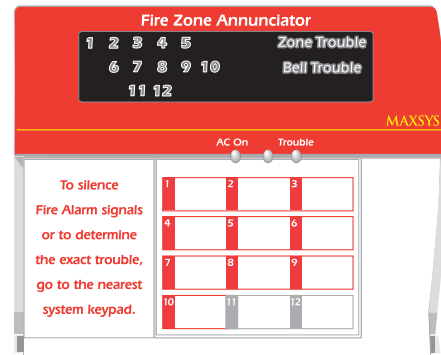 Fire Zone Annunciator
1 2 3 4 5 Zone Trouble
6 7 8 9 10 Bell Trouble
11 12
MAXSYS
AC On Trouble
To silence
Fire Alarm signals
or to determine
the exact trouble,
go to the nearest
system keypad.
1 2 3
4 5 6
7 8 9
10 11 12